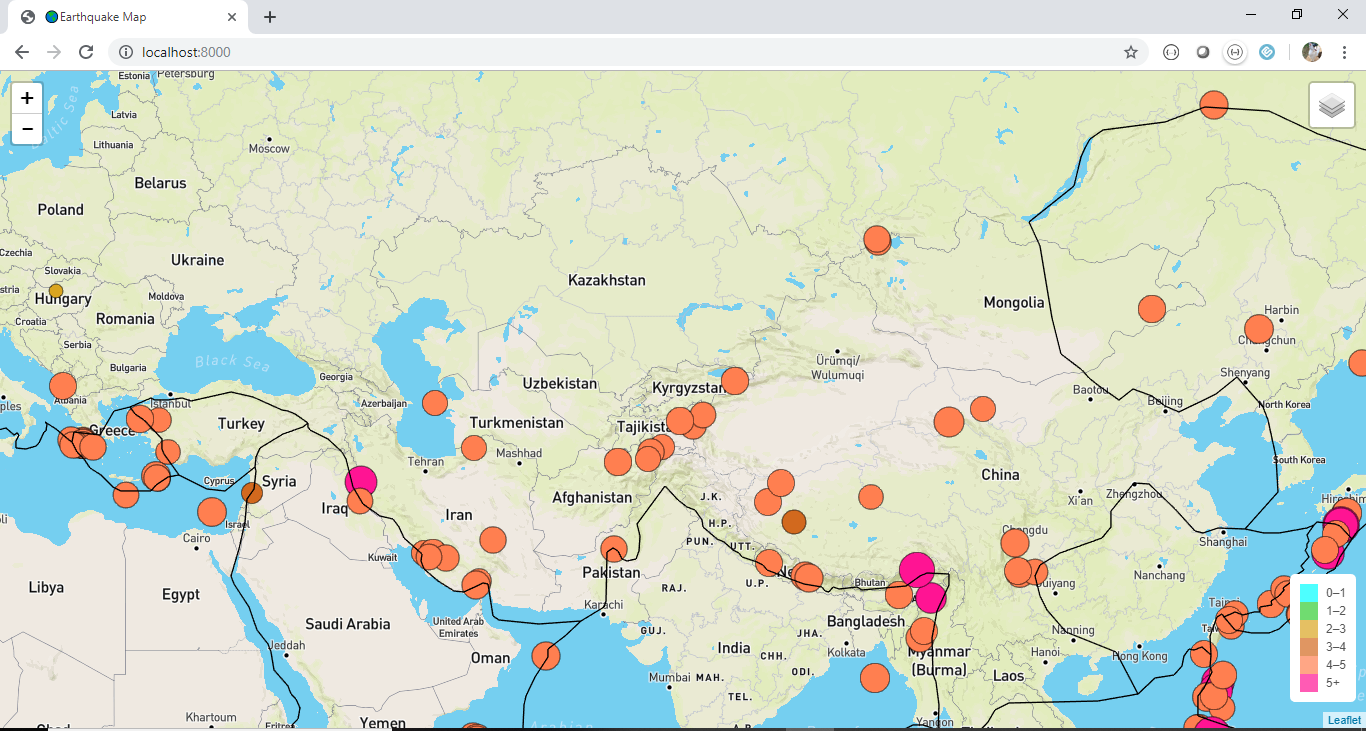 Earthquake Map
localhost:8000
Estonia
Petersburg
Baltic Sea
Latvia
Lithuania
Moscow
Belarus
Poland
Czechia
Ukraine
Slovakia
Hungary
Moldova
Kazakhstan
Mongolia
Harbin
Croatia
Romania
Serbia
Black Sea
Bulgaria
Georgia
Ürümqi/
Wulumuqi
Changchun
Shenyang
Albania
Istanbul
Azerbaijan
Uzbekistan
Kyrgyzstan
Baotou
Beijing
North Korea
Greece
Turkey
Turkmenistan
Tajikist
Tehran
Mashhad
South Korea
Cyprus
Syria
Afghanistan
J.K.
China
Xi'an
Zhengzhou
Iraq
Iran
H.P.
Israel
Cairo
PUN.
UTT.
Chengdu
Shanghai
Kuwait
Pakistan
Ne
U.P.
Bhutan
Guiyang
Nanchang
Libya
Egypt
RAJ.
Karachi
Saudi Arabia
United Arab
Emirates
Bangladesh
GUJ.
JHA.
Nanning
Jeddah
Oman
India
CHH.
Kolkata
Myanmar
(Burma)
Hanoi
Hong Kong
Mumbai
MAH.
ODI.
Laos
TEL.
Khartoum
Yemen
Arabian
Yangon
0–1
1–2
2–3
3–4
4–5
5+
Leaflet